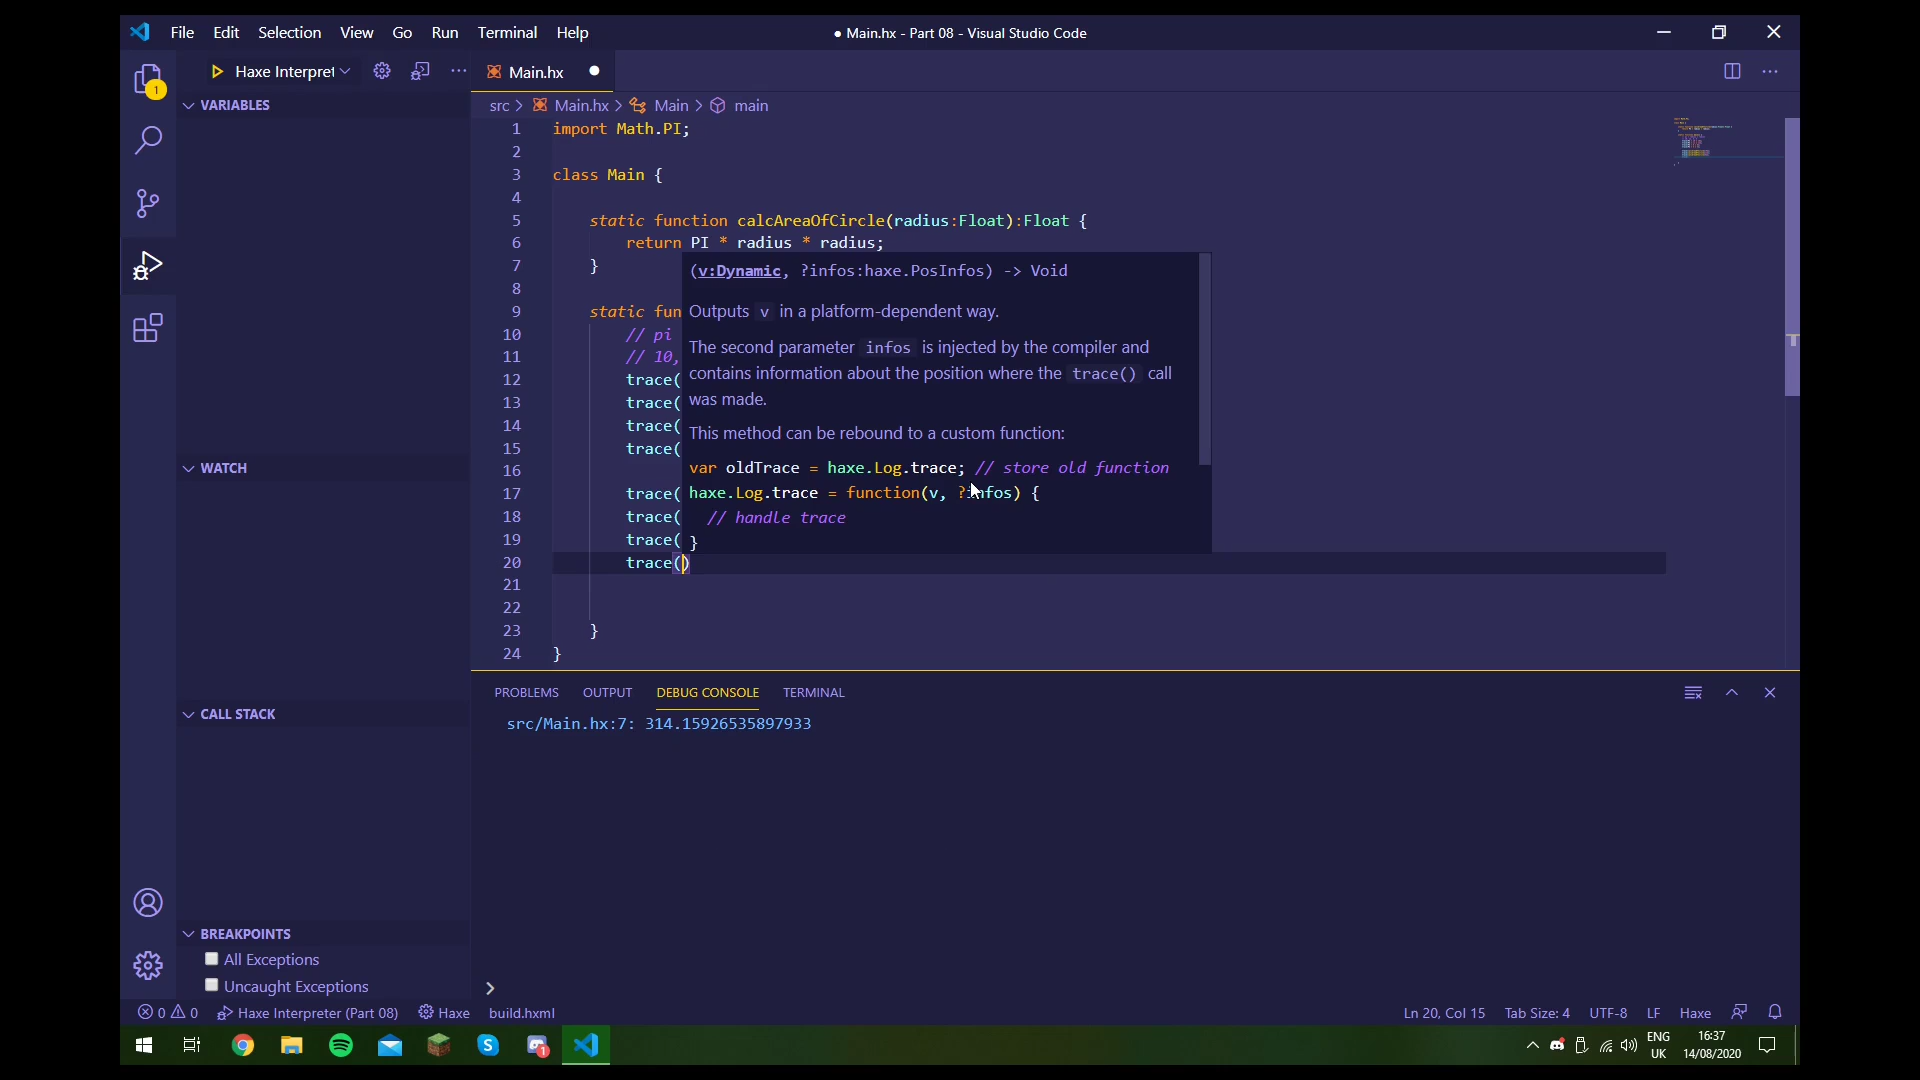 File Edit Selection View Go Run Terminal Help
● Main.hx - Part 08 - Visual Studio Code
Haxe Interpret
Main.hx
1
VARIABLES
WATCH
CALL STACK
BREAKPOINTS
All Exceptions
Uncaught Exceptions
src > Main.hx > Main > main
1 import Math.PI;
2
3 class Main {
4
5 static function calcAreaOfCircle(radius:Float):Float {
6 return PI * radius * radius;
7 }
8
9 static fun
10 // pi
11 // 10,
12 trace(
13 trace(
14 trace(
15 trace(
16
17 trace(
18 trace(
19 trace(
20 trace()
21
22
23 }
24 }
(v:Dynamic, ?infos:haxe.PosInfos) -> Void
Outputs v in a platform-dependent way.
The second parameter infos is injected by the compiler and
contains information about the position where the trace() call
was made.
This method can be rebound to a custom function:
var oldTrace = haxe.Log.trace; // store old function
haxe.Log.trace = function(v, ?infos) {
// handle trace
}
PROBLEMS OUTPUT DEBUG CONSOLE TERMINAL
src/Main.hx:7: 314.15926535897933
0 0 Haxe Interpreter (Part 08) Haxe build.hxml
Ln 20, Col 15 Tab Size: 4 UTF-8 LF Haxe
1
ENG
UK
16:37
14/08/2020